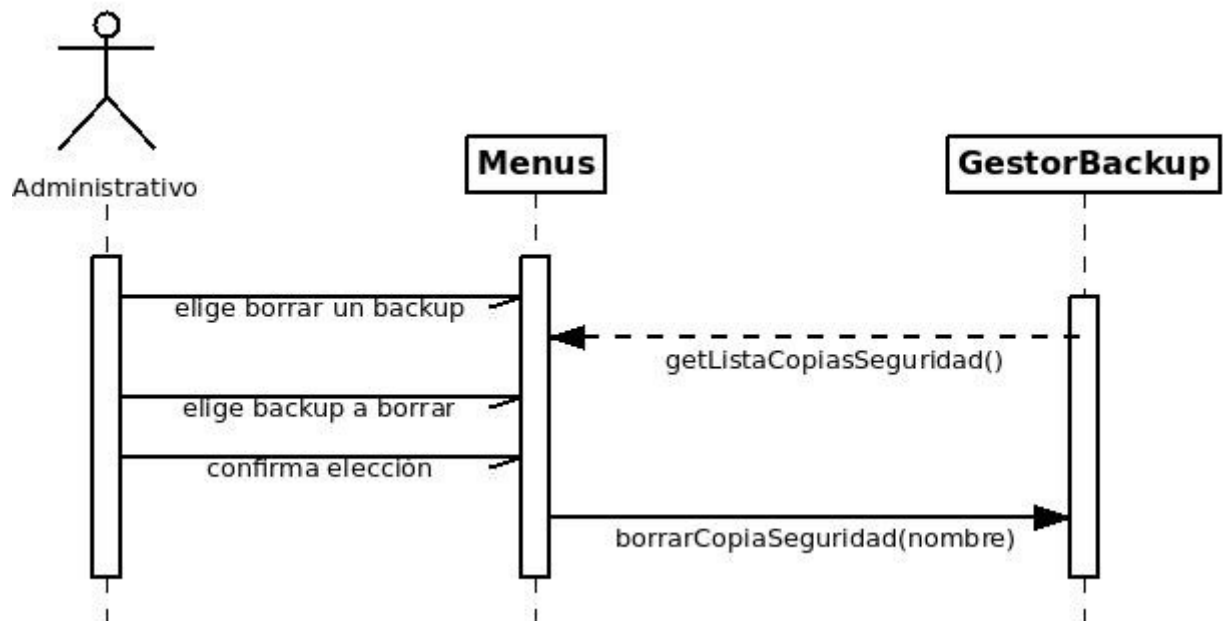 Administrativo
Menus
GestorBackup
elige borrar un backup
getListaCopiasSeguridad()
elige backup a borrar
confirma elección
borrarCopiaSeguridad(nombre)